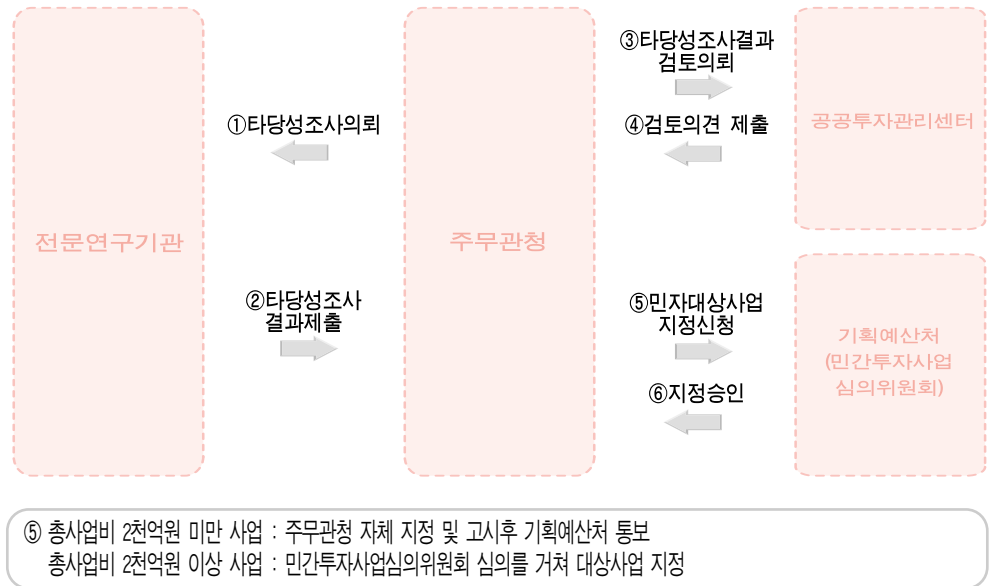 전문연구기관
①타당성조사의뢰
②타당성조사
결과제출
주무관청
③타당성조사결과
검토의뢰
④검토의견 제출
공공투자관리센터
⑤민자대상사업
지정신청
⑥지정승인
기획예산처
(민간투자사업
심의위원회)
⑤ 총사업비 2천억원 미만 사업 : 주무관청 자체 지정 및 고시후 기획예산처 통보
총사업비 2천억원 이상 사업 : 민간투자사업심의위원회 심의를 거쳐 대상사업 지정